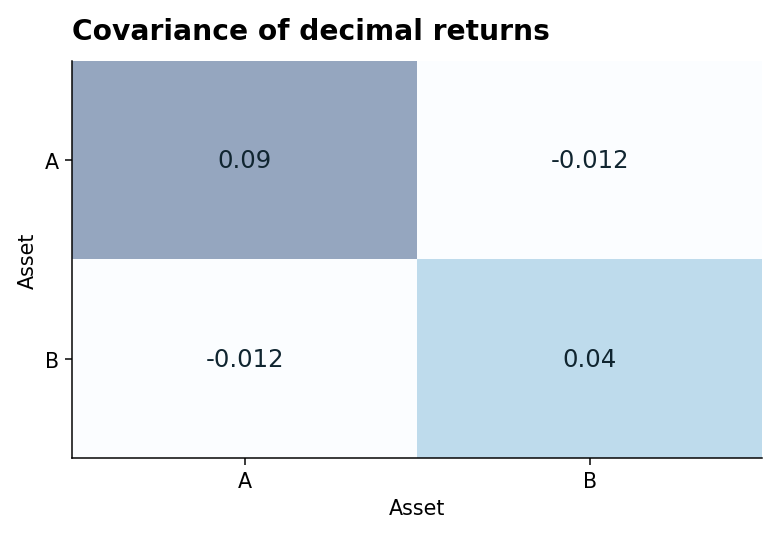 Covariance of decimal returns
A
0.09
-0.012
Asset
B
-0.012
0.04
A
B
Asset